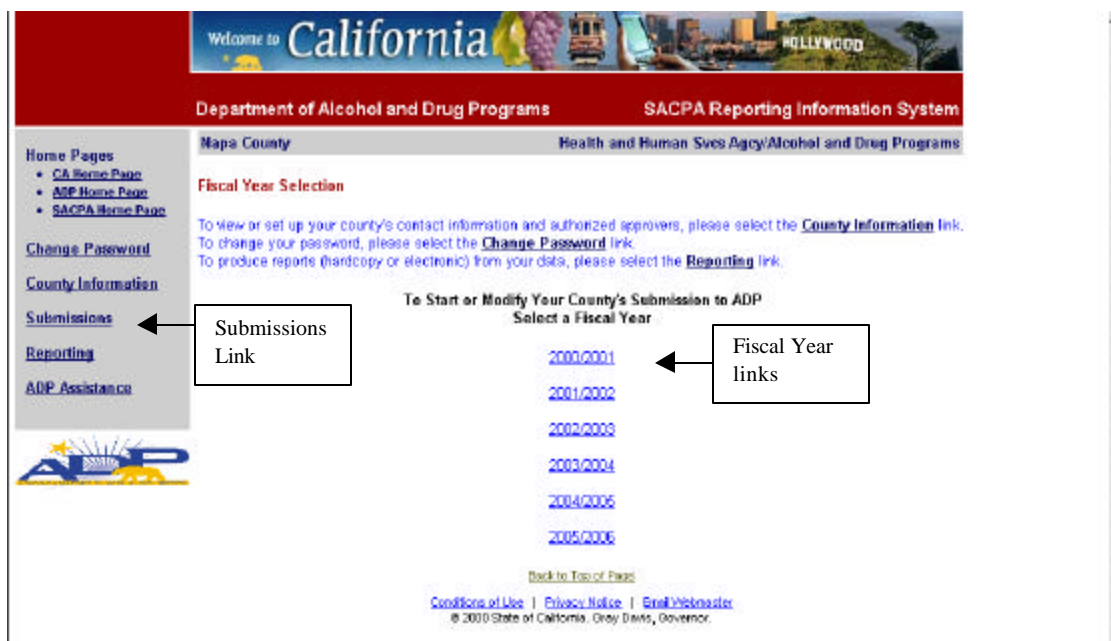 Welcome to California
HOLLYWOOD
Department of Alcohol and Drug Programs SACPA Reporting Information System
Napa County Health and Human Svcs Agcy/Alcohol and Drug Programs
Home Pages
• CA Home Page
• ADP Home Page
• SACPA Home Page
Change Password
County Information
Submissions
Reporting
ADP Assistance
ADP
Fiscal Year Selection
To view or set up your county's contact information and authorized approvers, please select the County Information link.
To change your password, please select the Change Password link.
To produce reports (hardcopy or electronic) from your data, please select the Reporting link.
To Start or Modify Your County's Submission to ADP
Select a Fiscal Year
Submissions
Link
Fiscal Year
links
2000/2001
2001/2002
2002/2003
2003/2004
2004/2005
2005/2006
Back to Top of Page
Conditions of Use | Privacy Notice | Email Webmaster
© 2000 State of California. Gray Davis, Governor.